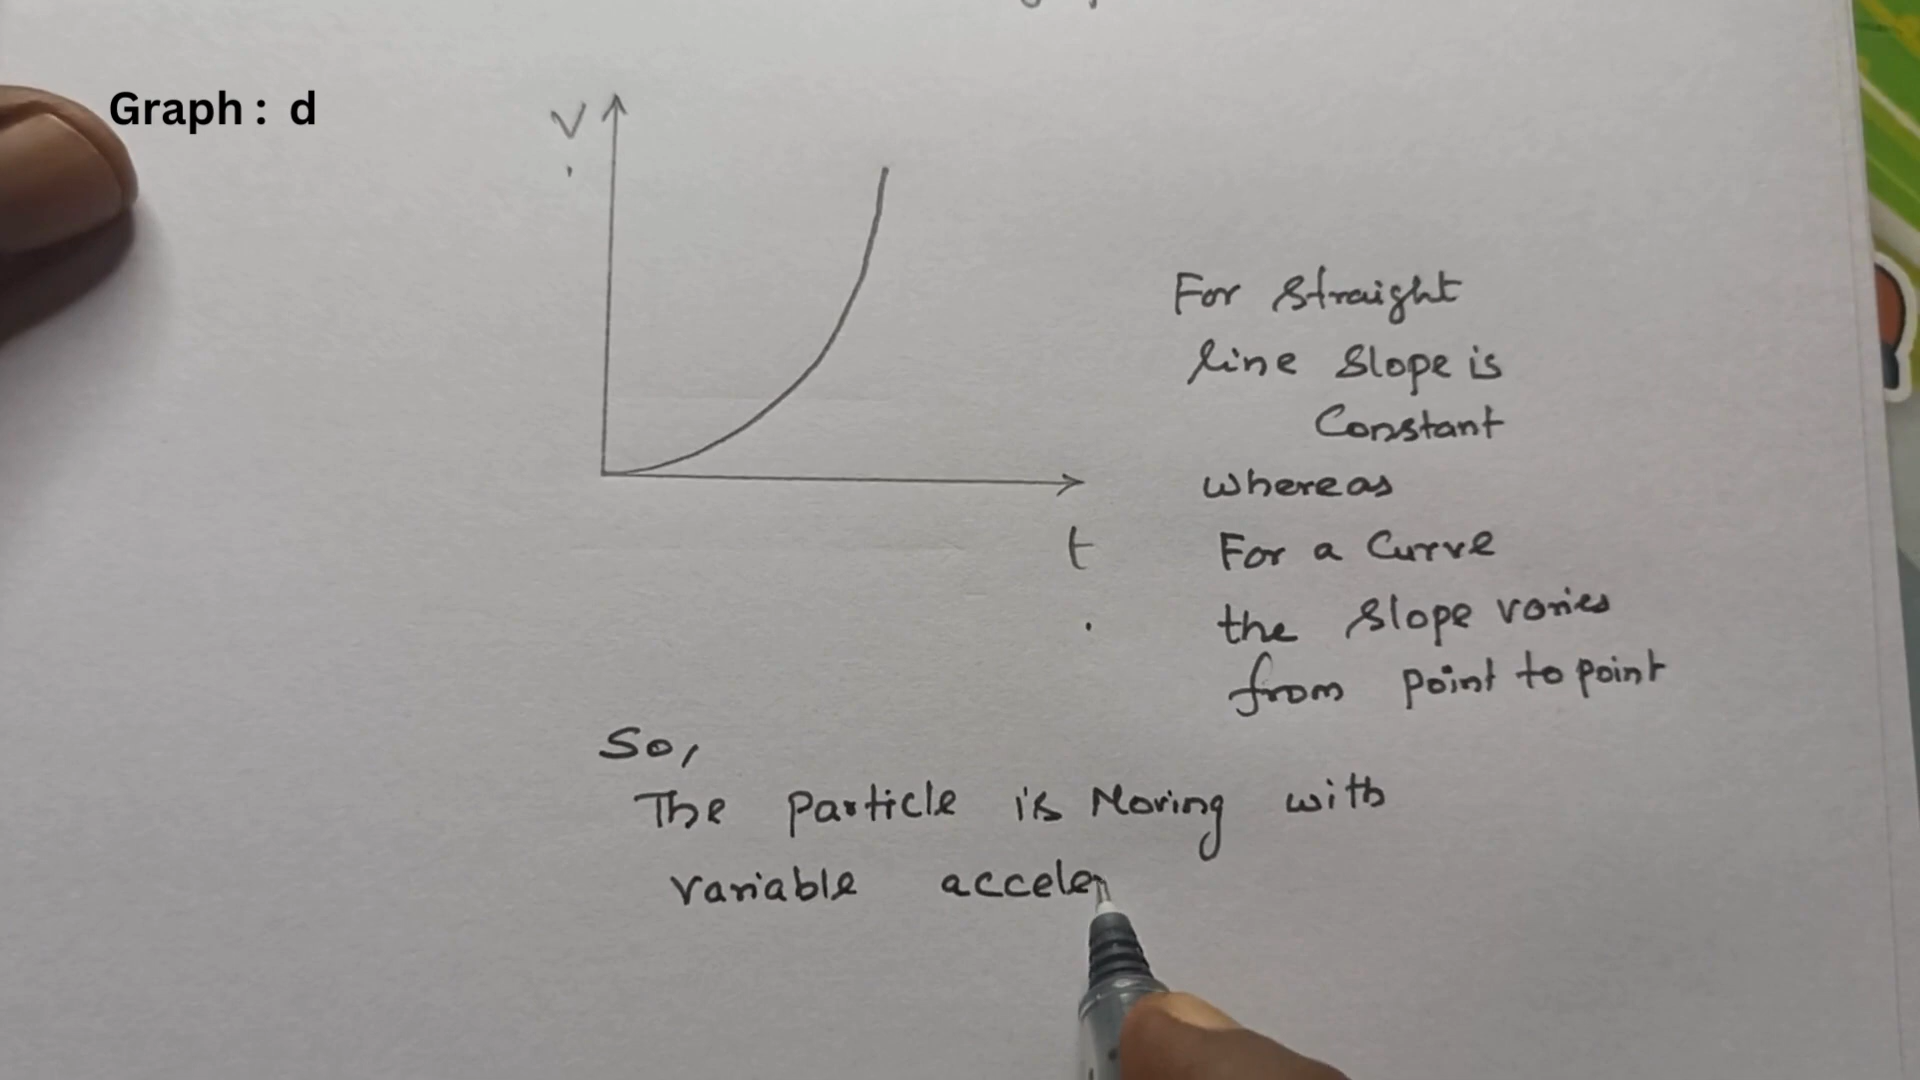 Graph : d
V
For straight
line slope is
Constant
whereas
t
For a Curve
the slope varies
from point to point
So,
The particle is Moving with
variable acceler